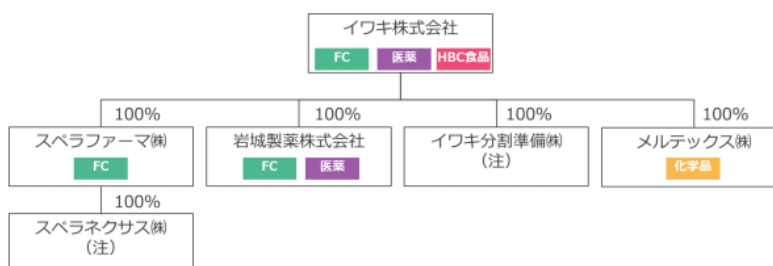 イワキ株式会社
FC 医薬 HBC食品
100% 100% 100% 100%
スペラファーマ㈱ 岩城製薬株式会社 イワキ分割準備㈱ メルテックス㈱
FC FC 医薬 (注) 化学品
100%
スペラネクサス㈱
(注)